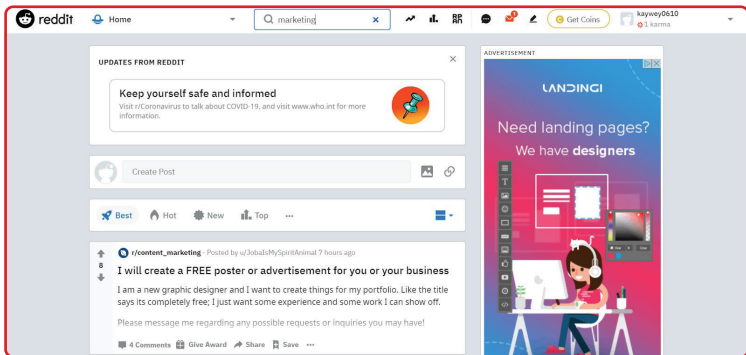 reddit Home marketing Get Coins kaywey0610
1 karma
UPDATES FROM REDDIT
Keep yourself safe and informed
Visit r/Coronavirus to talk about COVID-19, and visit www.who.int for more
information.
Create Post
Best Hot New Top ...
r/content_marketing · Posted by u/JobaIsMySpiritAnimal 7 hours ago
8
I will create a FREE poster or advertisement for you or your business
I am a new graphic designer and I want to create things for my portfolio. Like the title
says its completely free; I just want some experience and some work I can show off.
Please message me regarding any possible requests or inquiries you may have!
4 Comments Give Award Share Save ...
ADVERTISEMENT
LANDINGI
Need landing pages?
We have designers